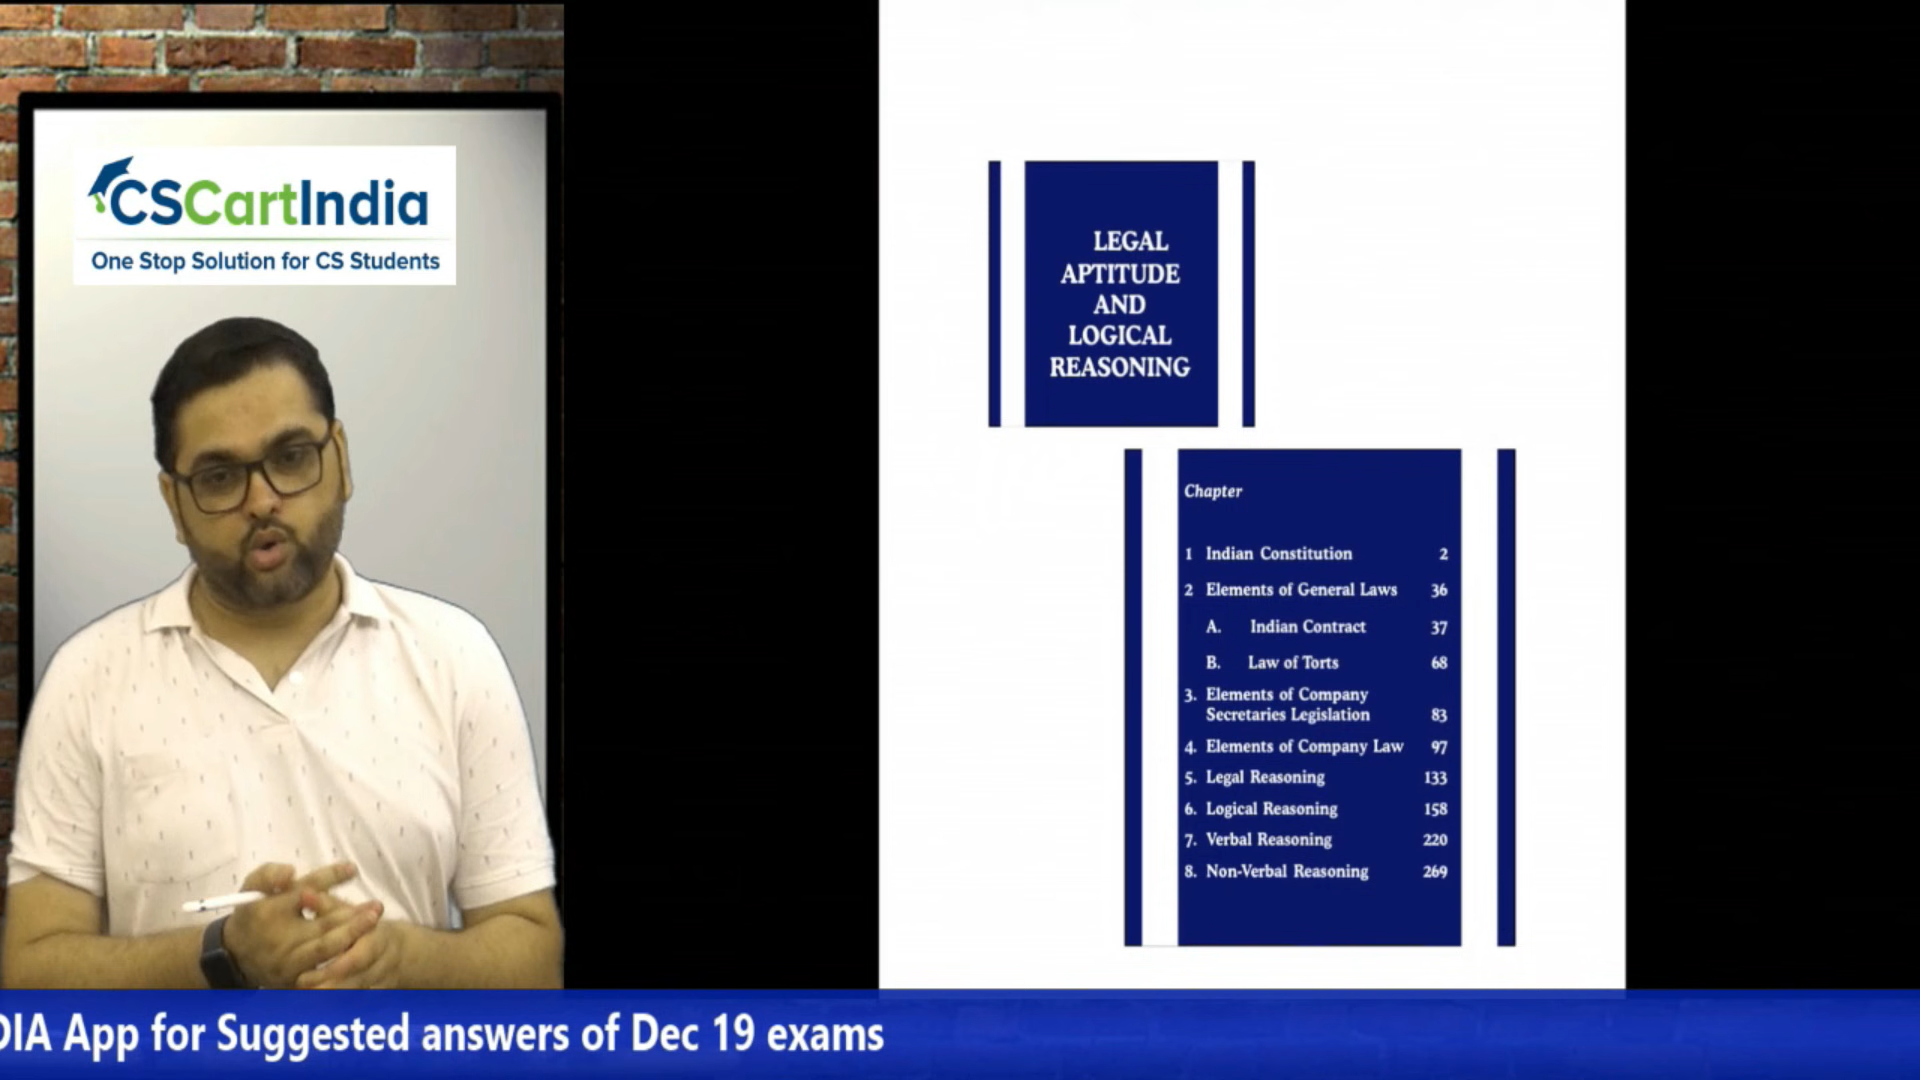 CSCartIndia
One Stop Solution for CS Students
LEGAL
APTITUDE
AND
LOGICAL
REASONING
Chapter
1 Indian Constitution 2
2 Elements of General Laws 36
A. Indian Contract 37
B. Law of Torts 68
3. Elements of Company
Secretaries Legislation 83
4. Elements of Company Law 97
5. Legal Reasoning 133
6. Logical Reasoning 158
7. Verbal Reasoning 220
8. Non-Verbal Reasoning 269
DIA App for Suggested answers of Dec 19 exams